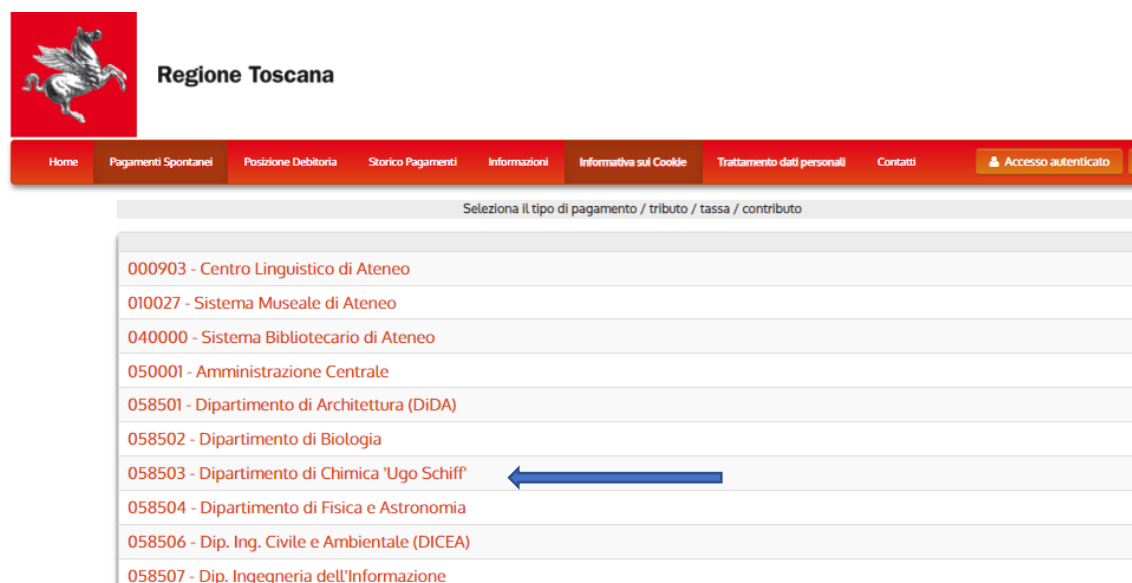 Regione Toscana
Home Pagamenti Spontanei Posizione Debitoria Storico Pagamenti Informazioni Informativa sui Cookie Trattamento dati personali Contatti Accesso autenticato
Seleziona il tipo di pagamento / tributo / tassa / contributo
000903 - Centro Linguistico di Ateneo
010027 - Sistema Museale di Ateneo
040000 - Sistema Bibliotecario di Ateneo
050001 - Amministrazione Centrale
058501 - Dipartimento di Architettura (DiDA)
058502 - Dipartimento di Biologia
058503 - Dipartimento di Chimica 'Ugo Schiff'
058504 - Dipartimento di Fisica e Astronomia
058506 - Dip. Ing. Civile e Ambientale (DICEA)
058507 - Dip. Ingegneria dell'Informazione